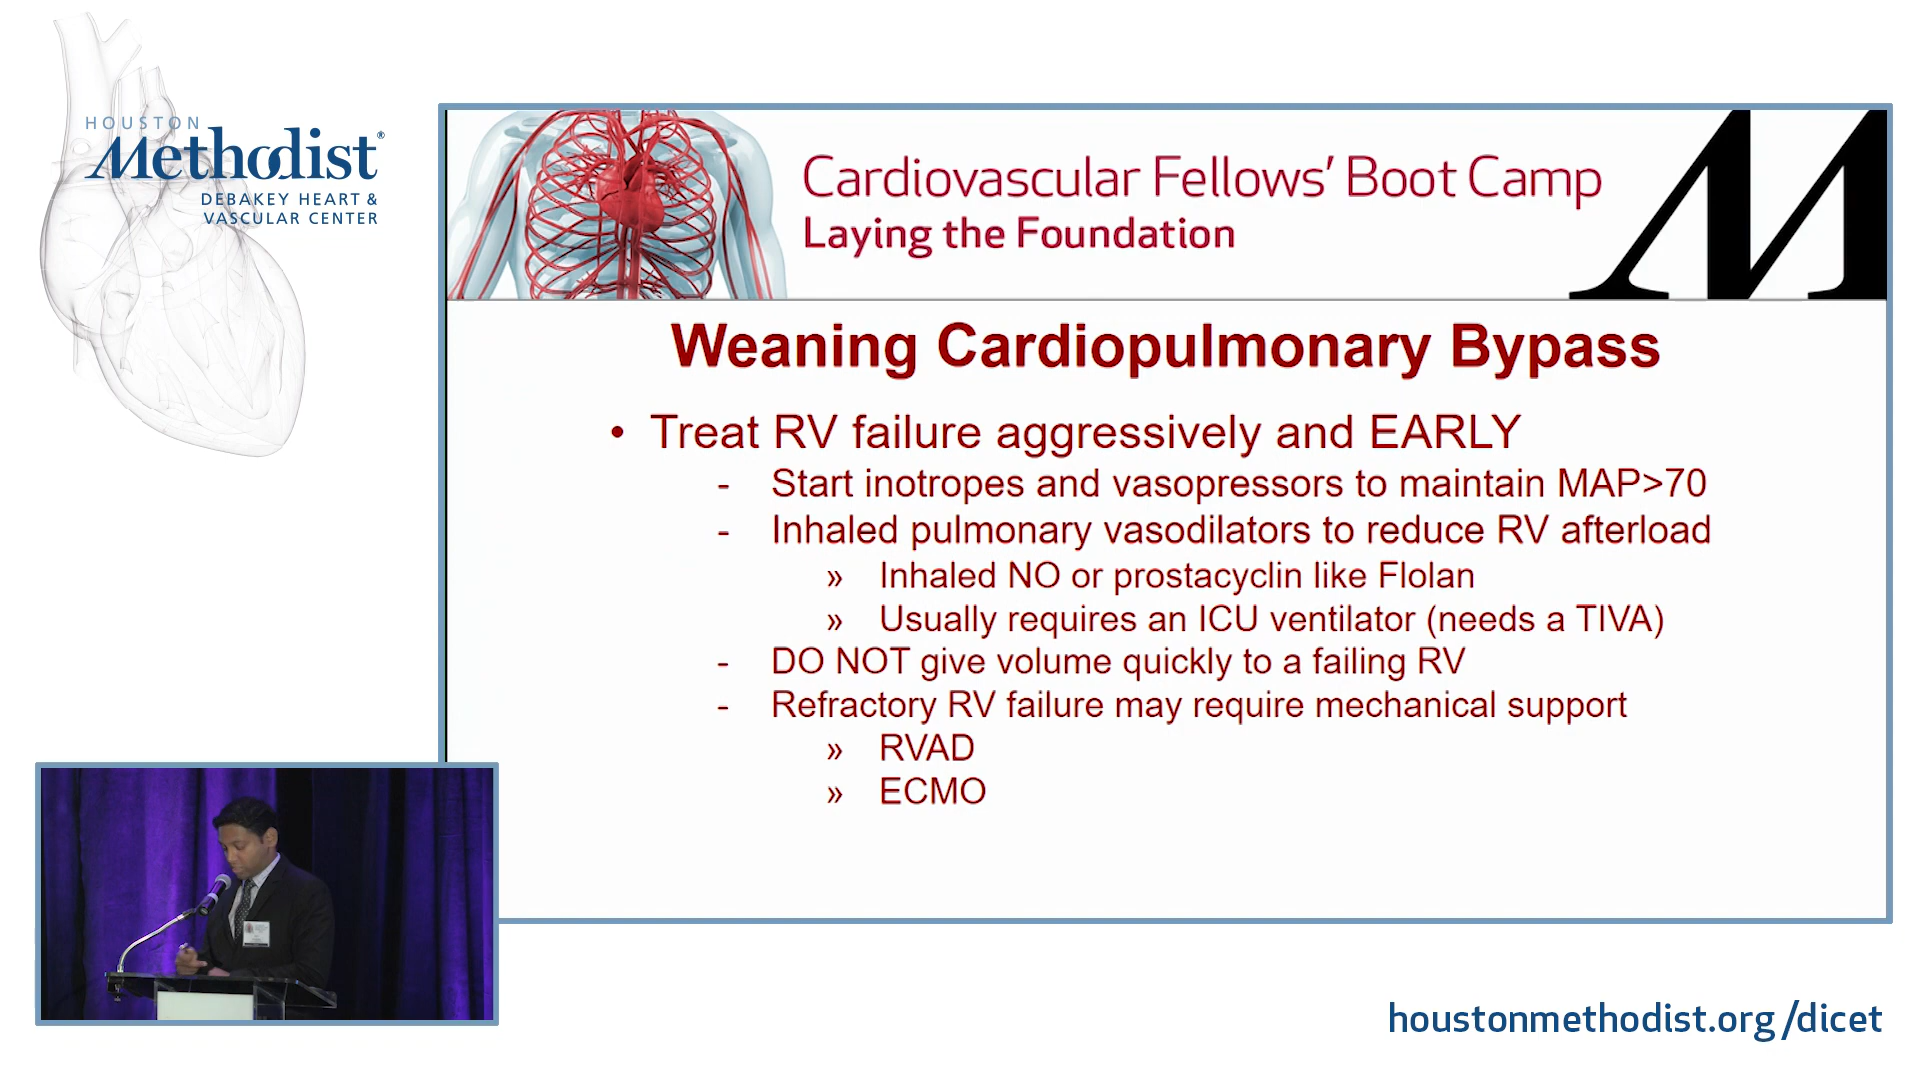 HOUSTON
Methodist®
DEBAKEY HEART &
VASCULAR CENTER
Cardiovascular Fellows' Boot Camp
Laying the Foundation
M
Weaning Cardiopulmonary Bypass
• Treat RV failure aggressively and EARLY
- Start inotropes and vasopressors to maintain MAP>70
- Inhaled pulmonary vasodilators to reduce RV afterload
» Inhaled NO or prostacyclin like Flolan
» Usually requires an ICU ventilator (needs a TIVA)
- DO NOT give volume quickly to a failing RV
- Refractory RV failure may require mechanical support
» RVAD
» ECMO
houstonmethodist.org/dicet